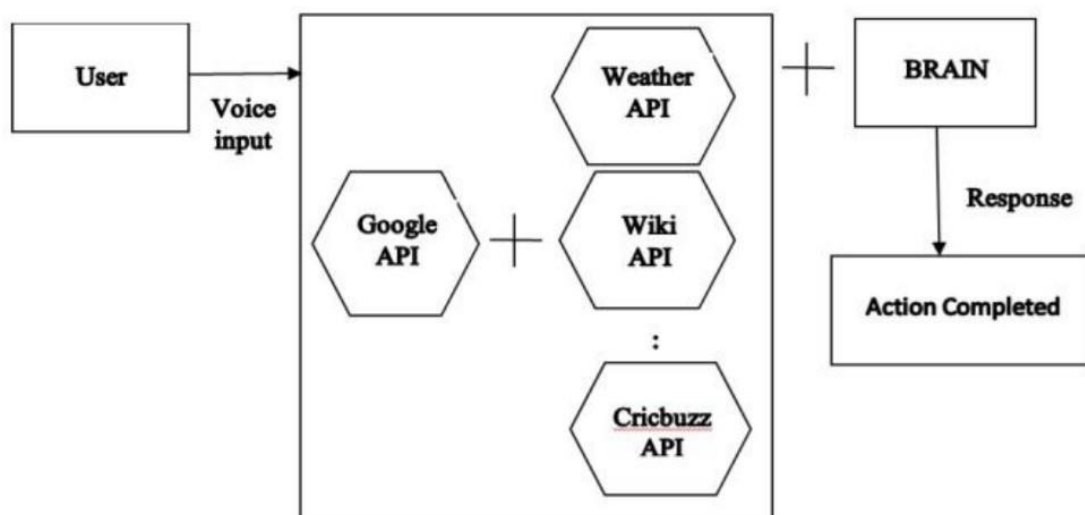 User
Voice
input
Google
API
+
Weather
API
Wiki
API
:
Cricbuzz
API
+
BRAIN
Response
Action Completed